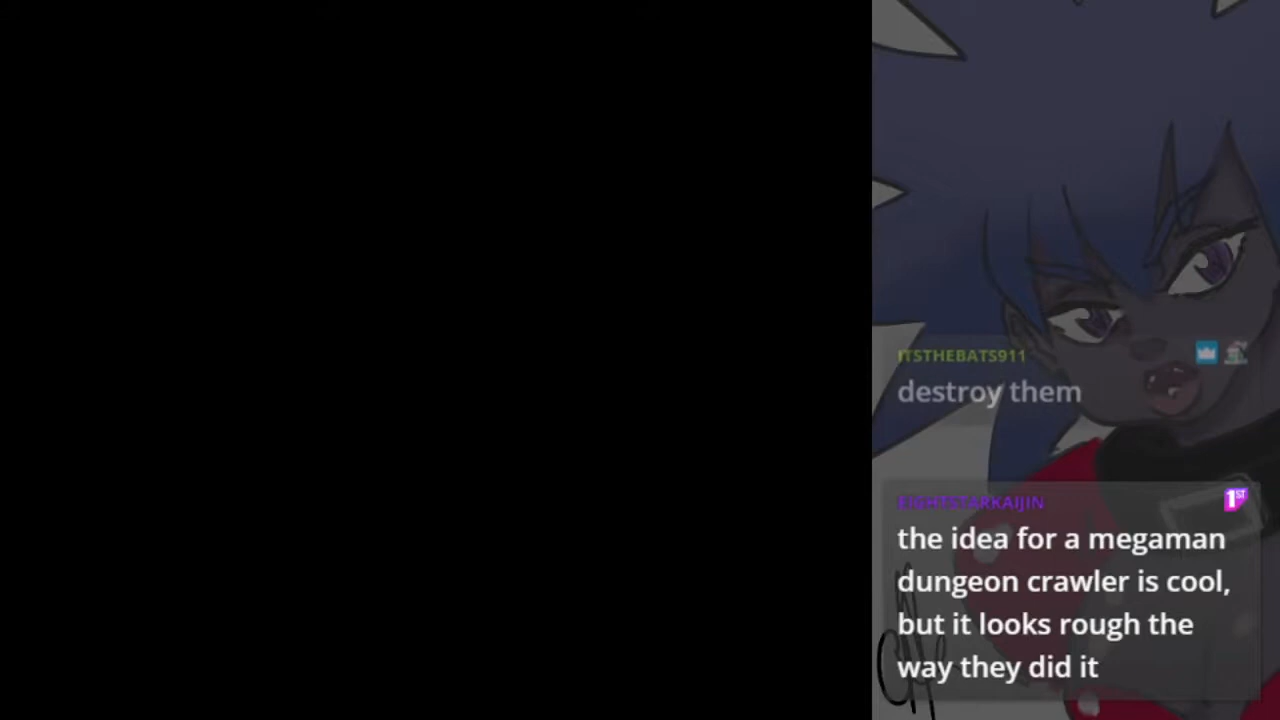 ITSTHEBATS911
destroy them
EIGHTSTARKAIJIN
1ST
the idea for a megaman
dungeon crawler is cool,
but it looks rough the
way they did it